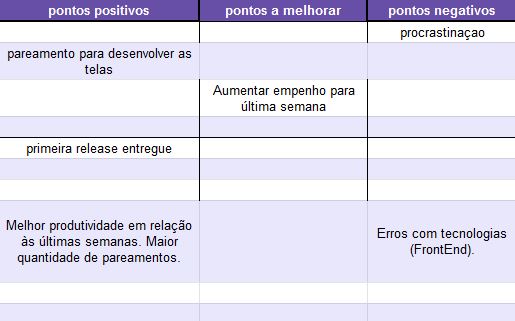 pontos positivos pontos a melhorar pontos negativos
procrastinaçao
pareamento para desenvolver as
telas
Aumentar empenho para
última semana
primeira release entregue
Melhor produtividade em relação
às últimas semanas. Maior
quantidade de pareamentos.
Erros com tecnologias
(FrontEnd).